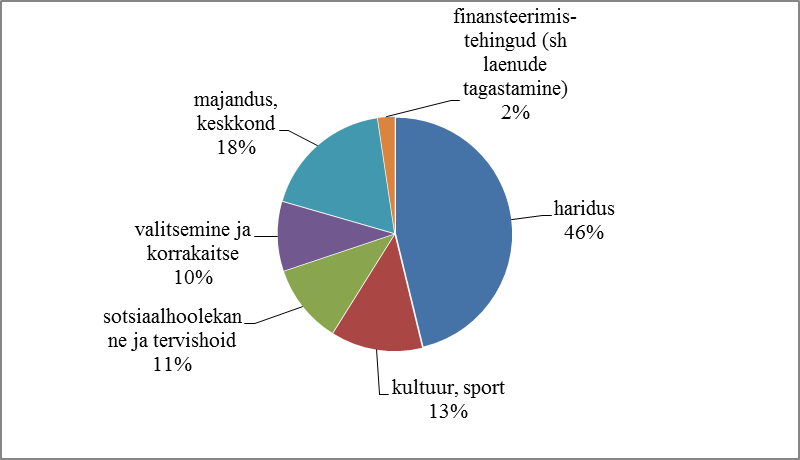 finansteerimis-
tehingud (sh
laenude
tagastamine)
2%
majandus,
keskkond
18%
haridus
46%
valitsemine ja
korrakaitse
10%
sotsiaalhoolekan
ne ja tervishoid
11%
kultuur, sport
13%